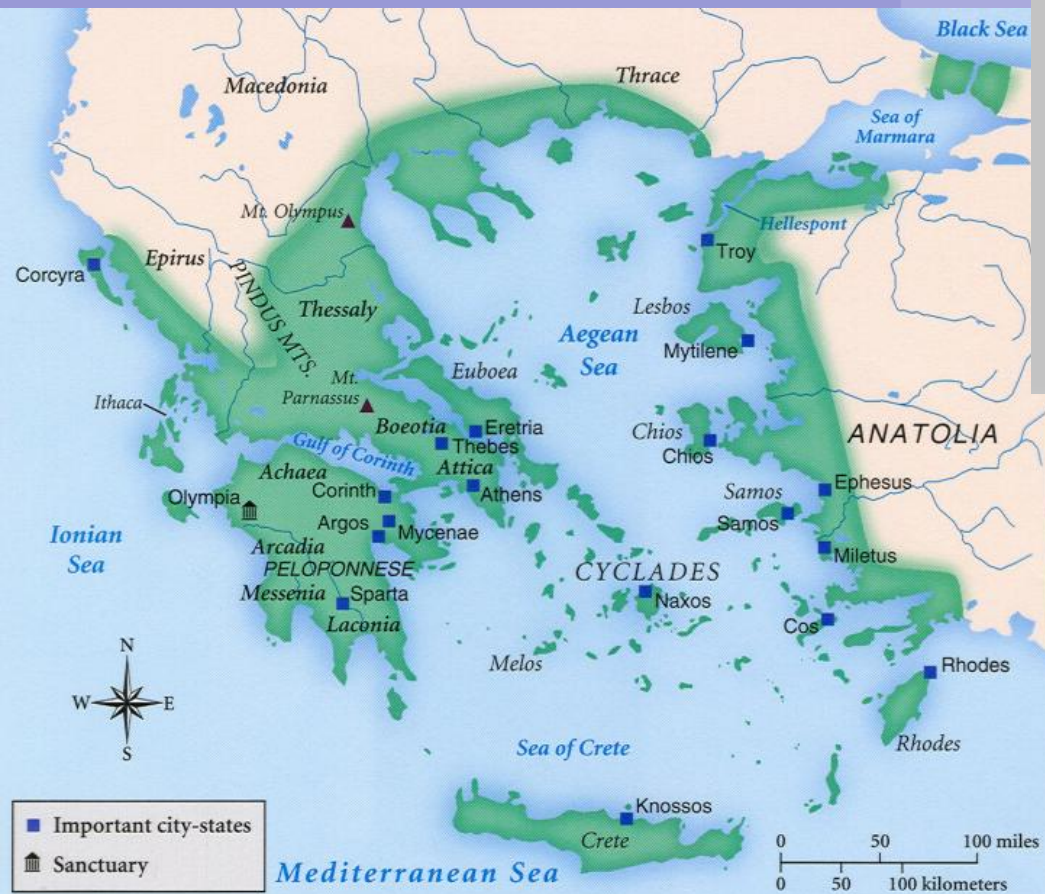 Black Sea
Macedonia
Thrace
Sea of
Marmara
Mt. Olympus
Hellespont
Troy
Corcyra
Epirus
PINDUS MTS.
Thessaly
Lesbos
Mytilene
Aegean
Sea
Euboea
Mt.
Parnassus
Ithaca
Boeotia
Eretria
Thebes
Gulf of Corinth
Attica
Athens
Chios
Chios
ANATOLIA
Achaea
Olympia
Corinth
Argos
Mycenae
Ephesus
Samos
Samos
Miletus
Ionian
Sea
Arcadia
PELOPONNESE
Messenia
Sparta
Laconia
CYCLADES
Naxos
Cos
Melos
Rhodes
Rhodes
N
W
E
S
Sea of Crete
Knossos
Crete
Important city-states
Sanctuary
Mediterranean Sea
0 50 100 miles
0 50 100 kilometers